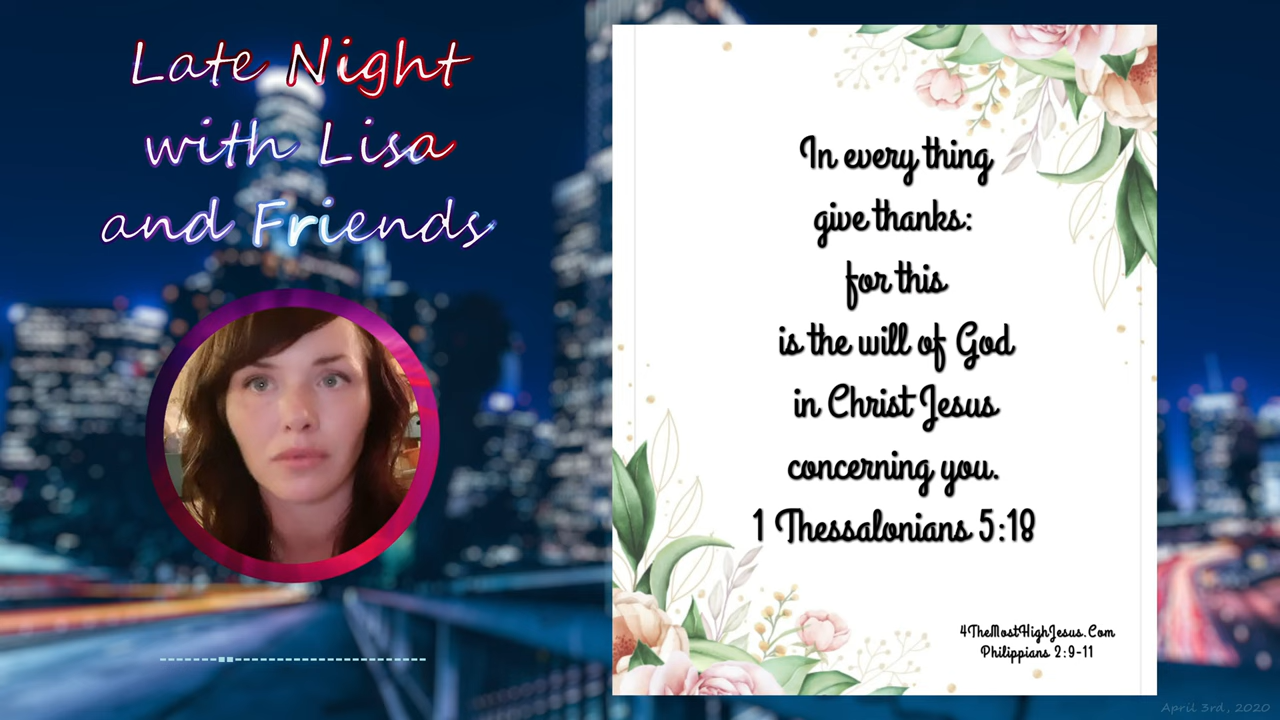 Late Night
with Lisa
and Friends
In every thing
give thanks:
for this
is the will of God
in Christ Jesus
concerning you.
1 Thessalonians 5:18
4TheMostHighJesus.Com
Philippians 2:9-11
April 3rd, 2020